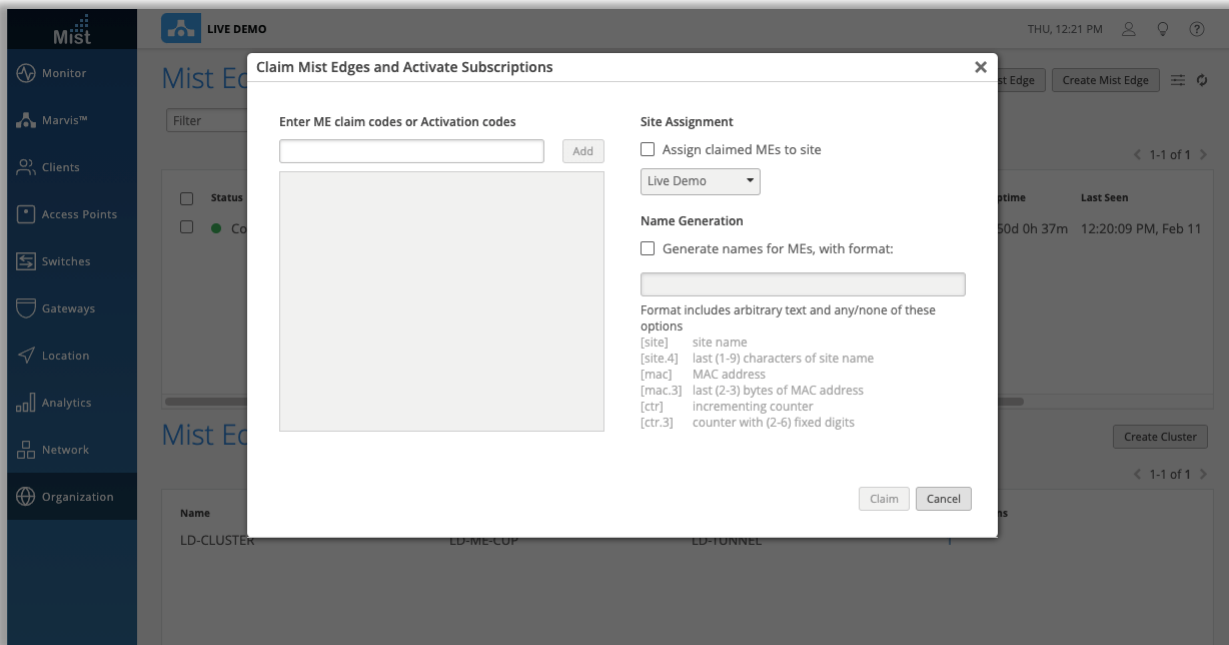 Mist
LIVE DEMO
THU, 12:21 PM
Monitor
Marvis™
Clients
Access Points
Switches
Gateways
Location
Analytics
Network
Organization
Mist Ed
st Edge
Create Mist Edge
Filter
< 1-1 of 1 >
Status
ptime
Last Seen
Co
50d 0h 37m
12:20:09 PM, Feb 11
Claim Mist Edges and Activate Subscriptions
Enter ME claim codes or Activation codes
Add
Site Assignment
Assign claimed MEs to site
Live Demo
Name Generation
Generate names for MEs, with format:
Format includes arbitrary text and any/none of these
options
[site] site name
[site.4] last (1-9) characters of site name
[mac] MAC address
[mac.3] last (2-3) bytes of MAC address
[ctr] incrementing counter
[ctr.3] counter with (2-6) fixed digits
Claim
Cancel
Mist Ed
Create Cluster
< 1-1 of 1 >
Name
ns
LD-CLUSTER
LD-ME-CUP
LD-TUNNEL
1